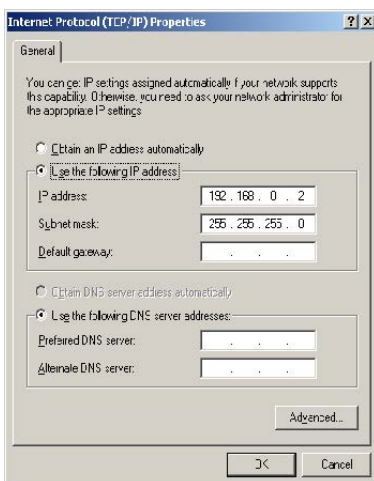 Internet Protocol (TCP/IP) Properties
General
You can get IP settings assigned automatically if your network supports
this capability. Otherwise, you need to ask your network administrator for
the appropriate IP settings.
Obtain an IP address automatically
Use the following IP address:
IP address: 192 . 168 . 0 . 2
Subnet mask: 255 . 255 . 255 . 0
Default gateway: . . .
Obtain DNS server address automatically
Use the following DNS server addresses:
Preferred DNS server: . . .
Alternate DNS server: . . .
Advanced...
OK
Cancel